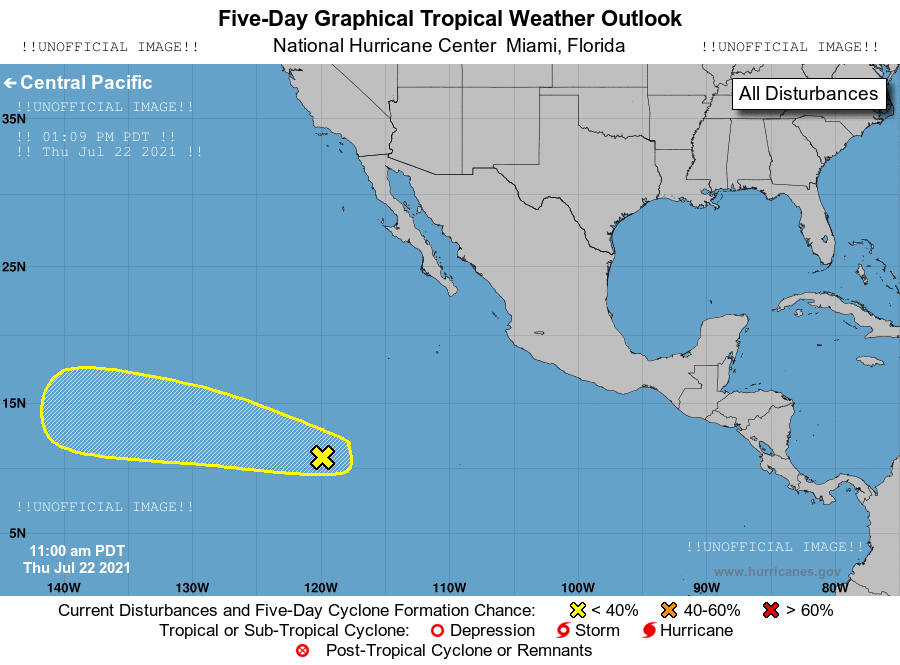 Five-Day Graphical Tropical Weather Outlook
!!UNOFFICIAL IMAGE!! National Hurricane Center Miami, Florida !!UNOFFICIAL IMAGE!!
Central Pacific
All Disturbances
!!UNOFFICIAL IMAGE!!
35N
!! 01:09 PM PDT !!
!! Thu Jul 22 2021 !!
25N
15N
!!UNOFFICIAL IMAGE!!
5N
!!UNOFFICIAL IMAGE!!
11:00 am PDT
Thu Jul 22 2021
www.hurricanes.gov
140W 130W 120W 110W 100W 90W 80W
Current Disturbances and Five-Day Cyclone Formation Chance: < 40% 40-60% > 60%
Tropical or Sub-Tropical Cyclone: Depression Storm Hurricane
Post-Tropical Cyclone or Remnants